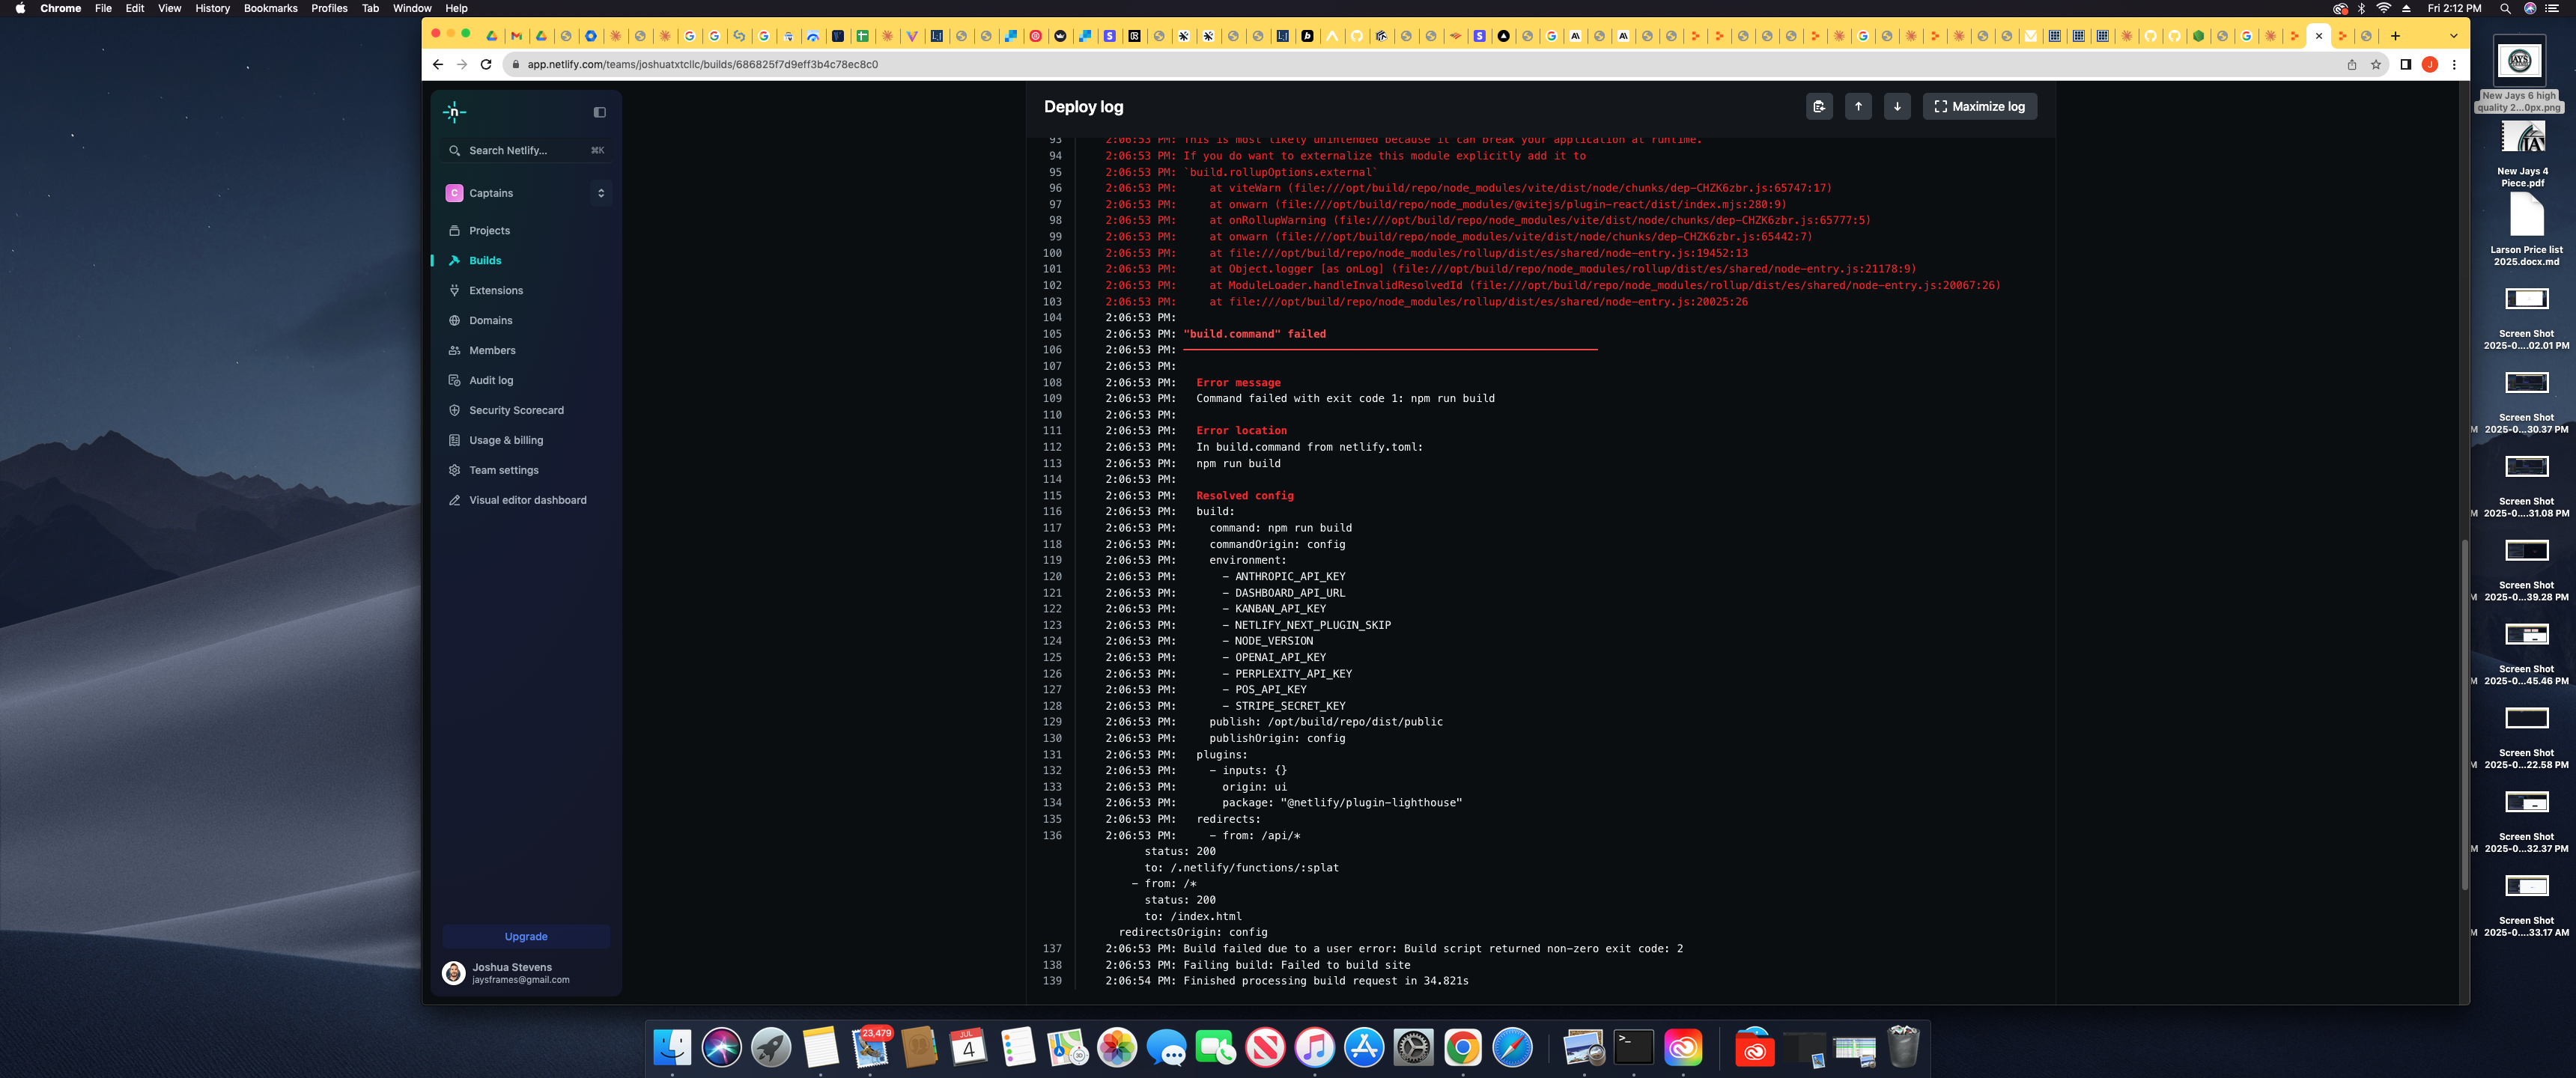 Chrome File Edit View History Bookmarks Profiles Tab Window Help
Fri 2:12 PM
app.netlify.com/teams/joshuatxtcllc/builds/686825f7d9eff3b4c78ec8c0
Search Netlify... ⌘K
C Captains
Projects
Builds
Extensions
Domains
Members
Audit log
Security Scorecard
Usage & billing
Team settings
Visual editor dashboard
Upgrade
Joshua Stevens
jaysframes@gmail.com
Deploy log
Maximize log
93 2:06:53 PM: This is most likely unintended because it can break your application at runtime.
94 2:06:53 PM: If you do want to externalize this module explicitly add it to
95 2:06:53 PM: `build.rollupOptions.external`
96 2:06:53 PM: at viteWarn (file:///opt/build/repo/node_modules/vite/dist/node/chunks/dep-CHZK6zbr.js:65747:17)
97 2:06:53 PM: at onwarn (file:///opt/build/repo/node_modules/@vitejs/plugin-react/dist/index.mjs:280:9)
98 2:06:53 PM: at onRollupWarning (file:///opt/build/repo/node_modules/vite/dist/node/chunks/dep-CHZK6zbr.js:65777:5)
99 2:06:53 PM: at onwarn (file:///opt/build/repo/node_modules/vite/dist/node/chunks/dep-CHZK6zbr.js:65442:7)
100 2:06:53 PM: at file:///opt/build/repo/node_modules/rollup/dist/es/shared/node-entry.js:19452:13
101 2:06:53 PM: at Object.logger [as onLog] (file:///opt/build/repo/node_modules/rollup/dist/es/shared/node-entry.js:21178:9)
102 2:06:53 PM: at ModuleLoader.handleInvalidResolvedId (file:///opt/build/repo/node_modules/rollup/dist/es/shared/node-entry.js:20067:26)
103 2:06:53 PM: at file:///opt/build/repo/node_modules/rollup/dist/es/shared/node-entry.js:20025:26
104 2:06:53 PM:
105 2:06:53 PM: "build.command" failed
106 2:06:53 PM: ────────────────────────────────────────────────────────────────
107 2:06:53 PM:
108 2:06:53 PM: Error message
109 2:06:53 PM: Command failed with exit code 1: npm run build
110 2:06:53 PM:
111 2:06:53 PM: Error location
112 2:06:53 PM: In build.command from netlify.toml:
113 2:06:53 PM: npm run build
114 2:06:53 PM:
115 2:06:53 PM: Resolved config
116 2:06:53 PM: build:
117 2:06:53 PM: command: npm run build
118 2:06:53 PM: commandOrigin: config
119 2:06:53 PM: environment:
120 2:06:53 PM: - ANTHROPIC_API_KEY
121 2:06:53 PM: - DASHBOARD_API_URL
122 2:06:53 PM: - KANBAN_API_KEY
123 2:06:53 PM: - NETLIFY_NEXT_PLUGIN_SKIP
124 2:06:53 PM: - NODE_VERSION
125 2:06:53 PM: - OPENAI_API_KEY
126 2:06:53 PM: - PERPLEXITY_API_KEY
127 2:06:53 PM: - POS_API_KEY
128 2:06:53 PM: - STRIPE_SECRET_KEY
129 2:06:53 PM: publish: /opt/build/repo/dist/public
130 2:06:53 PM: publishOrigin: config
131 2:06:53 PM: plugins:
132 2:06:53 PM: - inputs: {}
133 2:06:53 PM: origin: ui
134 2:06:53 PM: package: "@netlify/plugin-lighthouse"
135 2:06:53 PM: redirects:
136 2:06:53 PM: - from: /api/*
status: 200
to: /.netlify/functions/:splat
- from: /*
status: 200
to: /index.html
redirectsOrigin: config
137 2:06:53 PM: Build failed due to a user error: Build script returned non-zero exit code: 2
138 2:06:53 PM: Failing build: Failed to build site
139 2:06:54 PM: Finished processing build request in 34.821s
New Jays 6 high
quality 2...0px.png
New Jays 4
Piece.pdf
Larson Price list
2025.docx.md
Screen Shot
2025-0....02.01 PM
Screen Shot
M 2025-0...30.37 PM
Screen Shot
M 2025-0....31.08 PM
Screen Shot
M 2025-0...39.28 PM
Screen Shot
M 2025-0...45.46 PM
Screen Shot
M 2025-0...22.58 PM
Screen Shot
M 2025-0...32.37 PM
Screen Shot
M 2025-0...33.17 AM
23,479
JUL
4